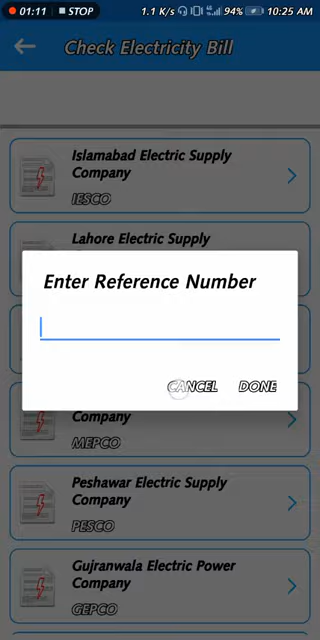 01:11 STOP 1.1 K/s 94% 10:25 AM
Check Electricity Bill
Islamabad Electric Supply
Company
IESCO
Lahore Electric Supply
Enter Reference Number
CANCEL DONE
Company
MEPCO
Peshawar Electric Supply
Company
PESCO
Gujranwala Electric Power
Company
GEPCO